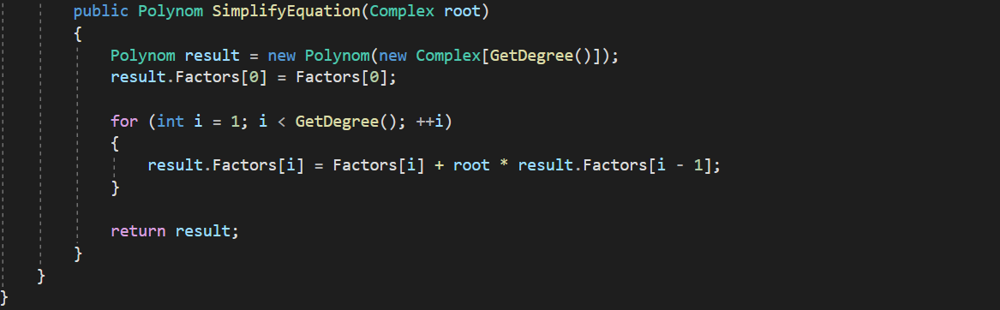 public Polynom SimplifyEquation(Complex root)
{
Polynom result = new Polynom(new Complex[GetDegree()]);
result.Factors[0] = Factors[0];
for (int i = 1; i < GetDegree(); ++i)
{
result.Factors[i] = Factors[i] + root * result.Factors[i - 1];
}
return result;
}
}
}